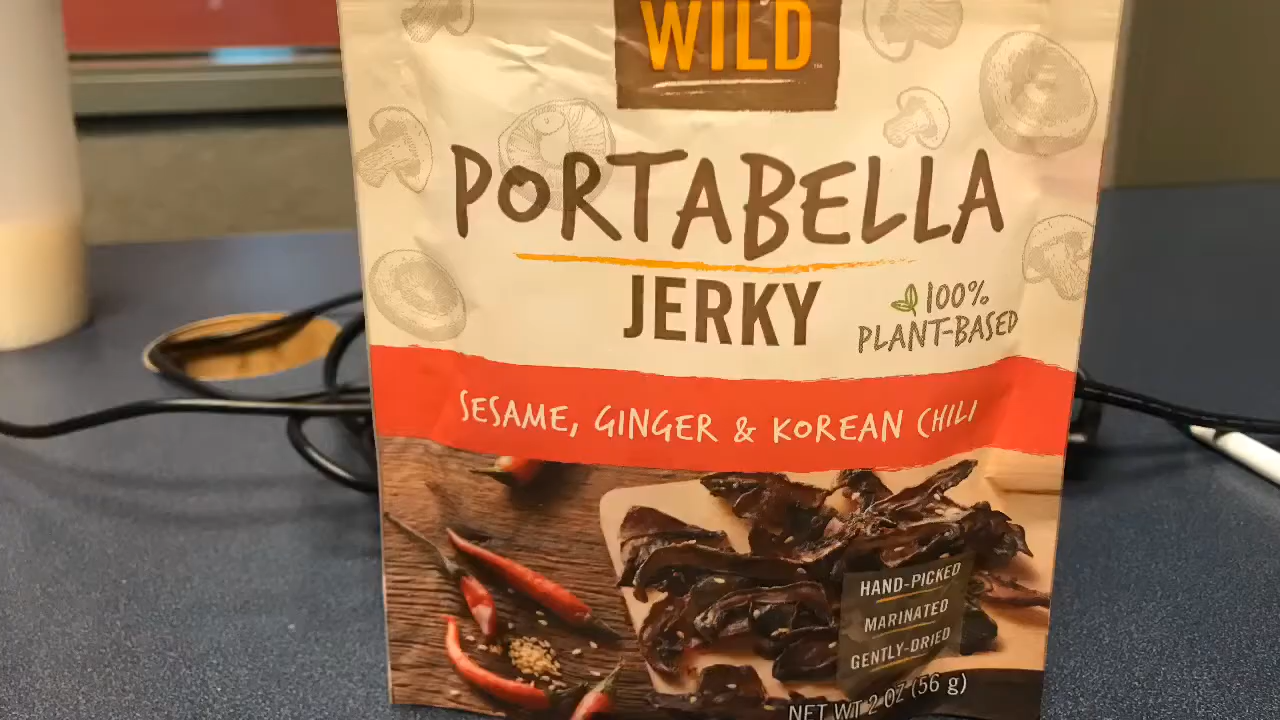 WILD™
PORTABELLA
JERKY
100%
PLANT-BASED
SESAME, GINGER & KOREAN CHILI
HAND-PICKED
MARINATED
GENTLY-DRIED
NET WT 2 OZ (56 g)